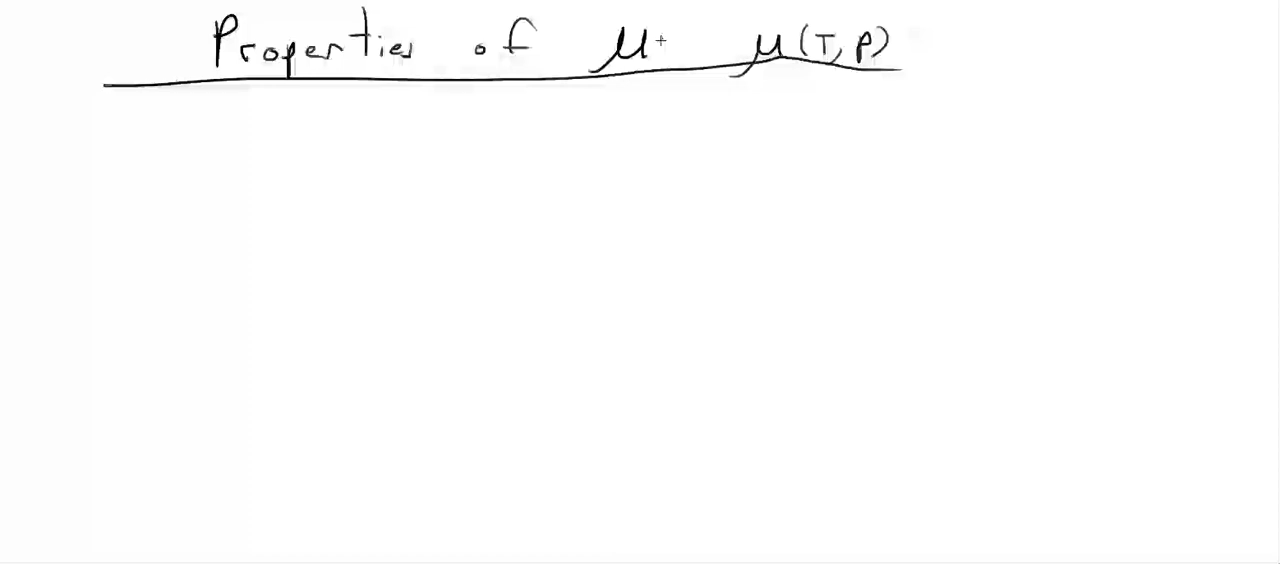 Properties of μ μ(T, P)